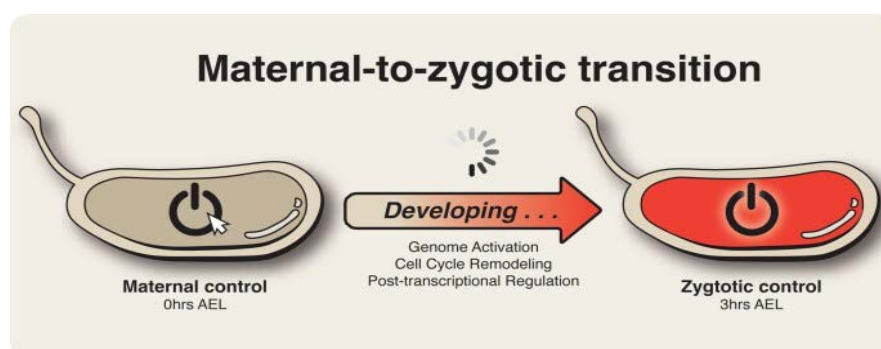 Maternal-to-zygotic transition
Developing . . .
Genome Activation
Cell Cycle Remodeling
Post-transcriptional Regulation
Maternal control
0hrs AEL
Zygtotic control
3hrs AEL